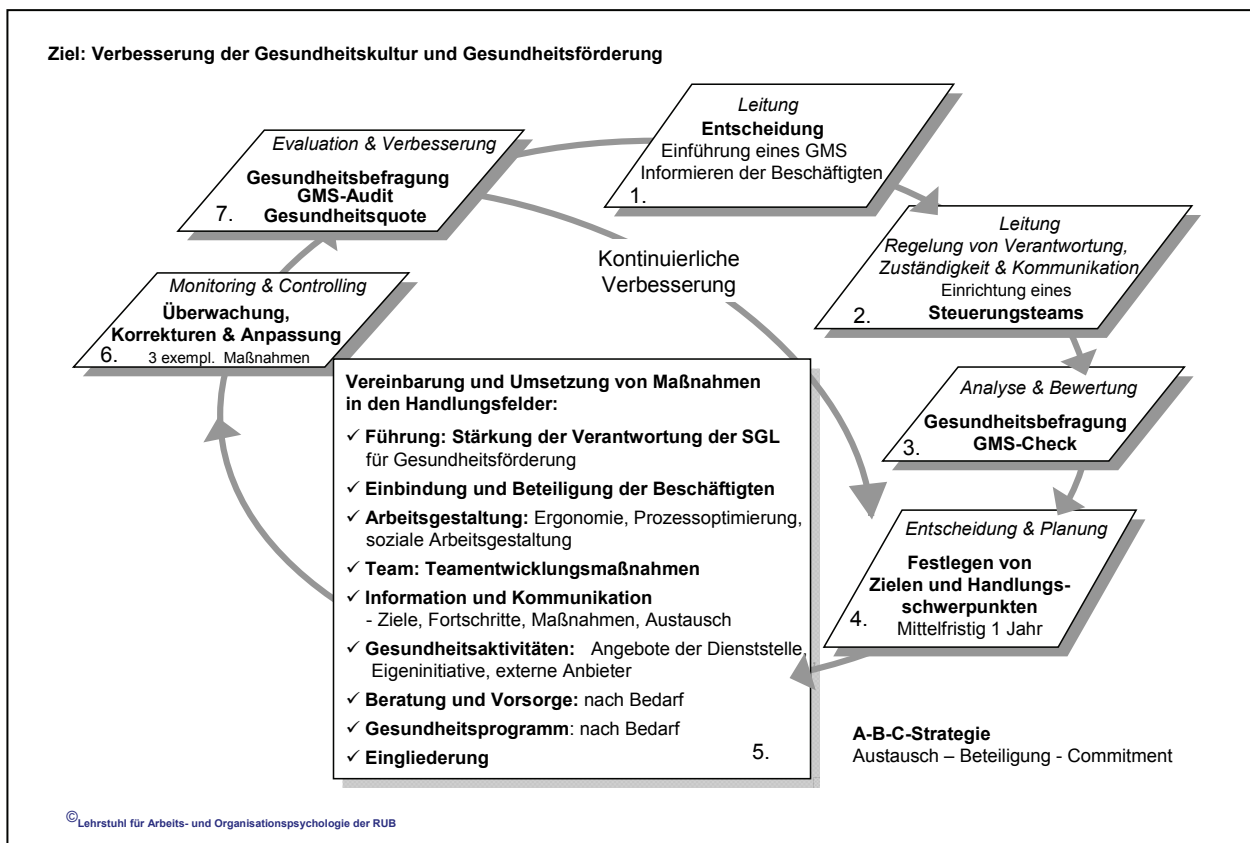 Ziel: Verbesserung der Gesundheitskultur und Gesundheitsförderung
Leitung
Entscheidung
Einführung eines GMS
Informieren der Beschäftigten
1.
Leitung
Regelung von Verantwortung,
Zuständigkeit & Kommunikation
Einrichtung eines
Steuerungsteams
2.
Analyse & Bewertung
Gesundheitsbefragung
GMS-Check
3.
Entscheidung & Planung
Festlegen von
Zielen und Handlungs-
schwerpunkten
Mittelfristig 1 Jahr
4.
Vereinbarung und Umsetzung von Maßnahmen
in den Handlungsfelder:
✓ Führung: Stärkung der Verantwortung der SGL
für Gesundheitsförderung
✓ Einbindung und Beteiligung der Beschäftigten
✓ Arbeitsgestaltung: Ergonomie, Prozessoptimierung,
soziale Arbeitsgestaltung
✓ Team: Teamentwicklungsmaßnahmen
✓ Information und Kommunikation
- Ziele, Fortschritte, Maßnahmen, Austausch
✓ Gesundheitsaktivitäten: Angebote der Dienststelle,
Eigeninitiative, externe Anbieter
✓ Beratung und Vorsorge: nach Bedarf
✓ Gesundheitsprogramm: nach Bedarf
✓ Eingliederung
5.
Monitoring & Controlling
Überwachung,
Korrekturen & Anpassung
6. 3 exempl. Maßnahmen
Evaluation & Verbesserung
Gesundheitsbefragung
GMS-Audit
Gesundheitsquote
7.
Kontinuierliche
Verbesserung
A-B-C-Strategie
Austausch – Beteiligung - Commitment
©Lehrstuhl für Arbeits- und Organisationspsychologie der RUB